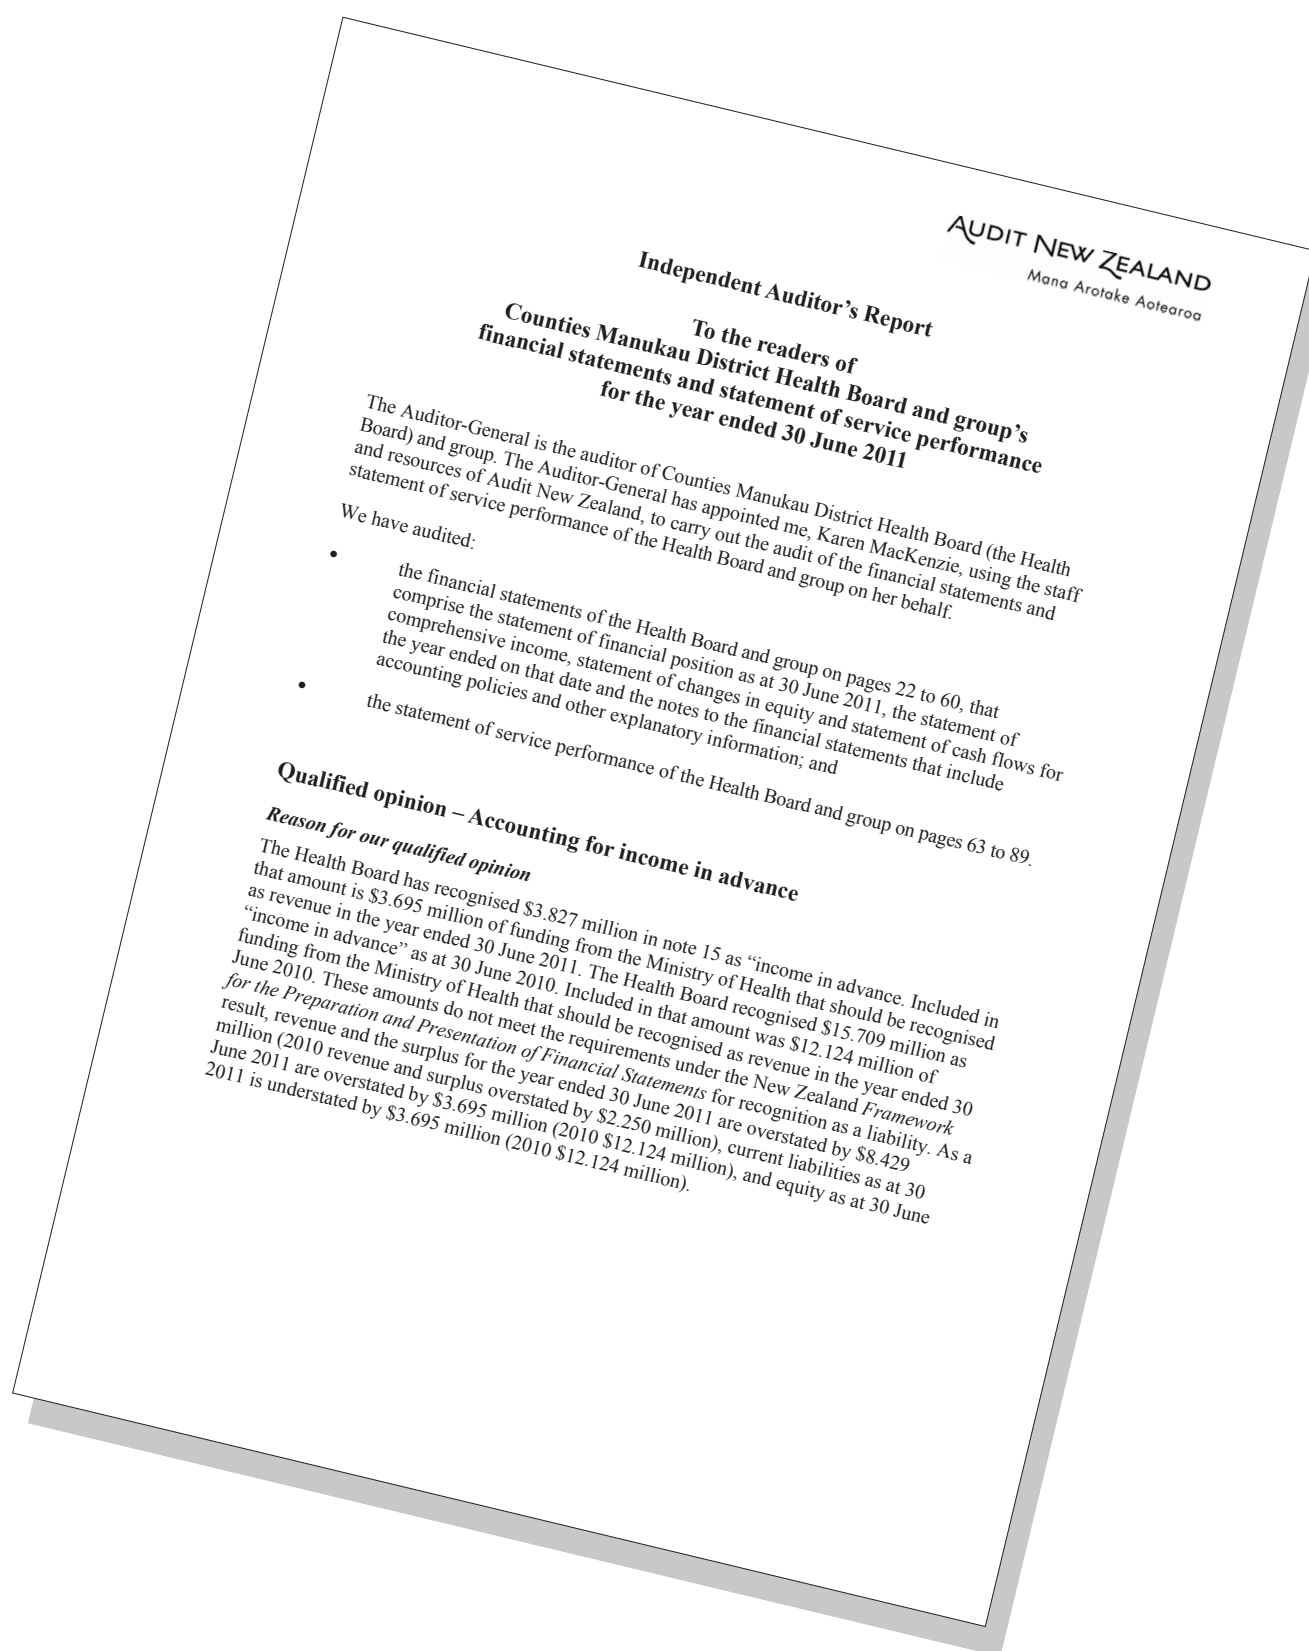 AUDIT NEW ZEALAND
Mana Arotake Aotearoa
Independent Auditor’s Report
To the readers of
Counties Manukau District Health Board and group’s
financial statements and statement of service performance
for the year ended 30 June 2011
The Auditor-General is the auditor of Counties Manukau District Health Board (the Health
Board) and group. The Auditor-General has appointed me, Karen MacKenzie, using the staff
and resources of Audit New Zealand, to carry out the audit of the financial statements and
statement of service performance of the Health Board and group on her behalf.
We have audited:
• the financial statements of the Health Board and group on pages 22 to 60, that
comprise the statement of financial position as at 30 June 2011, the statement of
comprehensive income, statement of changes in equity and statement of cash flows for
the year ended on that date and the notes to the financial statements that include
accounting policies and other explanatory information; and
• the statement of service performance of the Health Board and group on pages 63 to 89.
Qualified opinion – Accounting for income in advance
Reason for our qualified opinion
The Health Board has recognised $3.827 million in note 15 as “income in advance. Included in
that amount is $3.695 million of funding from the Ministry of Health that should be recognised
as revenue in the year ended 30 June 2011. The Health Board recognised $15.709 million as
“income in advance” as at 30 June 2010. Included in that amount was $12.124 million of
funding from the Ministry of Health that should be recognised as revenue in the year ended 30
June 2010. These amounts do not meet the requirements under the New Zealand Framework
for the Preparation and Presentation of Financial Statements for recognition as a liability. As a
result, revenue and the surplus for the year ended 30 June 2011 are overstated by $8.429
million (2010 revenue and surplus overstated by $2.250 million), current liabilities as at 30
June 2011 are overstated by $3.695 million (2010 $12.124 million), and equity as at 30 June
2011 is understated by $3.695 million (2010 $12.124 million).